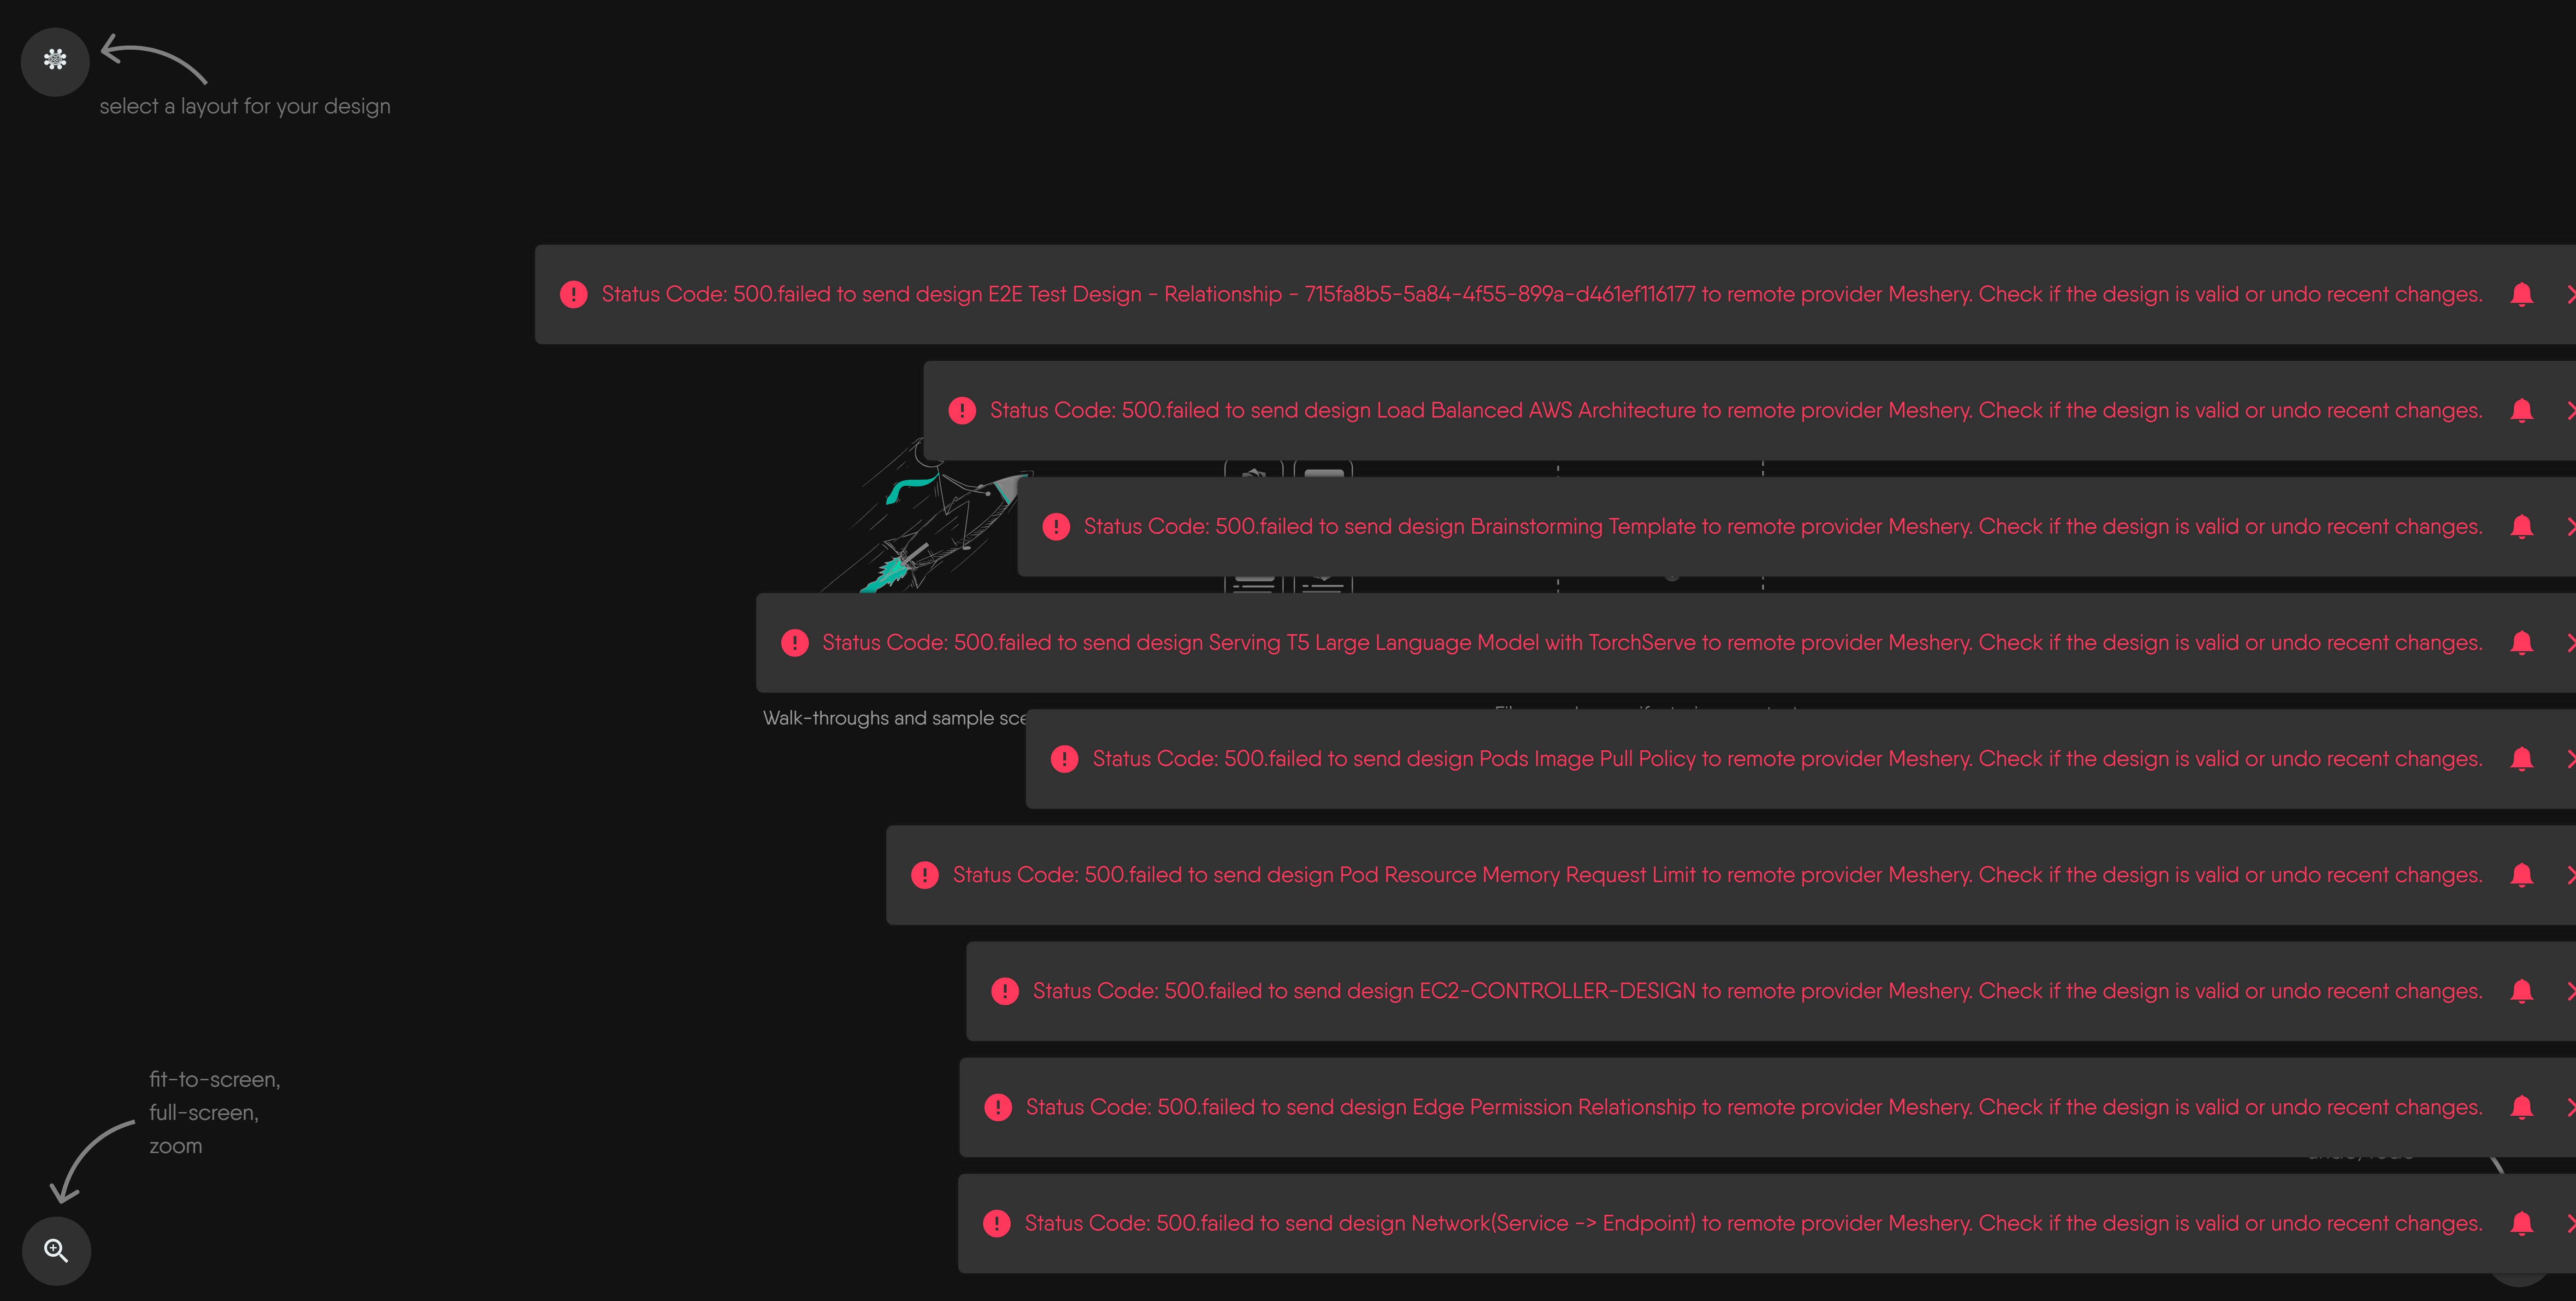 select a layout for your design
Status Code: 500.failed to send design E2E Test Design - Relationship - 715fa8b5-5a84-4f55-899a-d461ef116177 to remote provider Meshery. Check if the design is valid or undo recent changes.
Status Code: 500.failed to send design Load Balanced AWS Architecture to remote provider Meshery. Check if the design is valid or undo recent changes.
Status Code: 500.failed to send design Brainstorming Template to remote provider Meshery. Check if the design is valid or undo recent changes.
Status Code: 500.failed to send design Serving T5 Large Language Model with TorchServe to remote provider Meshery. Check if the design is valid or undo recent changes.
Walk-throughs and sample
Status Code: 500.failed to send design Pods Image Pull Policy to remote provider Meshery. Check if the design is valid or undo recent changes.
Status Code: 500.failed to send design Pod Resource Memory Request Limit to remote provider Meshery. Check if the design is valid or undo recent changes.
Status Code: 500.failed to send design EC2-CONTROLLER-DESIGN to remote provider Meshery. Check if the design is valid or undo recent changes.
fit-to-screen,
full-screen,
zoom
Status Code: 500.failed to send design Edge Permission Relationship to remote provider Meshery. Check if the design is valid or undo recent changes.
Status Code: 500.failed to send design Network(Service -> Endpoint) to remote provider Meshery. Check if the design is valid or undo recent changes.